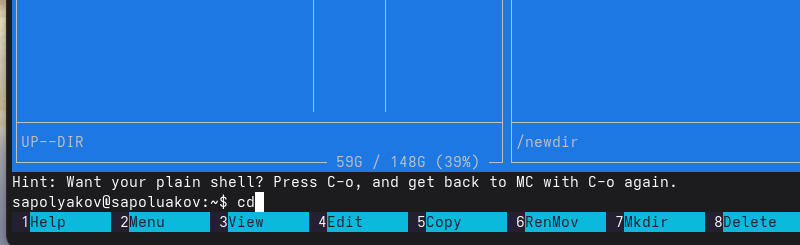 UP--DIR
/newdir
59G / 148G (39%)
Hint: Want your plain shell? Press C-o, and get back to MC with C-o again.
sapolyakov@sapoluakov:~$ cd
1Help 2Menu 3View 4Edit 5Copy 6RenMov 7Mkdir 8Delete